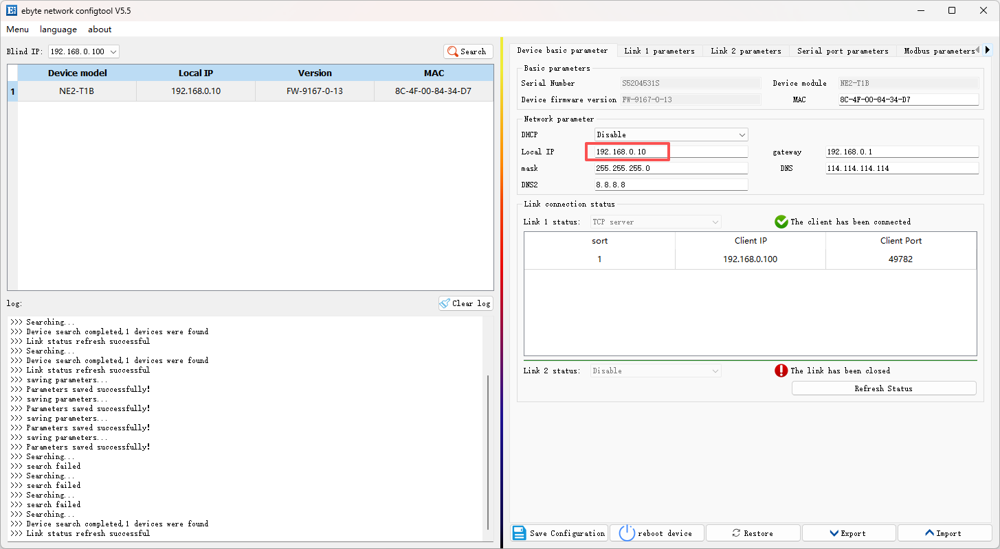 ebyte network configtool V5.5
Menu language about
Blind IP: 192.168.0.100 Search
Device model Local IP Version MAC
1 NE2-T1B 192.168.0.10 FW-9167-0-13 8C-4F-00-84-34-D7
log: Clear log
>>> Searching...
>>> Device search completed,1 devices were found
>>> Link status refresh successful
>>> Searching...
>>> Device search completed,1 devices were found
>>> Link status refresh successful
>>> saving parameters...
>>> Parameters saved successfully!
>>> saving parameters...
>>> Parameters saved successfully!
>>> saving parameters...
>>> Parameters saved successfully!
>>> saving parameters...
>>> Parameters saved successfully!
>>> Searching...
>>> search failed
>>> Searching...
>>> search failed
>>> Searching...
>>> search failed
>>> Searching...
>>> Device search completed,1 devices were found
>>> Link status refresh successful
Device basic parameter Link 1 parameters Link 2 parameters Serial port parameters Modbus parameters
Basic parameters
Serial Number S5204531S Device module NE2-T1B
Device firmware version FW-9167-0-13 MAC 8C-4F-00-84-34-D7
Network parameter
DHCP Disable
Local IP 192.168.0.10 gateway 192.168.0.1
mask 255.255.255.0 DNS 114.114.114.114
DNS2 8.8.8.8
Link connection status
Link 1 status: TCP server The client has been connected
sort Client IP Client Port
1 192.168.0.100 49782
Link 2 status: Disable The link has been closed
Refresh Status
Save Configuration reboot device Restore Export Import